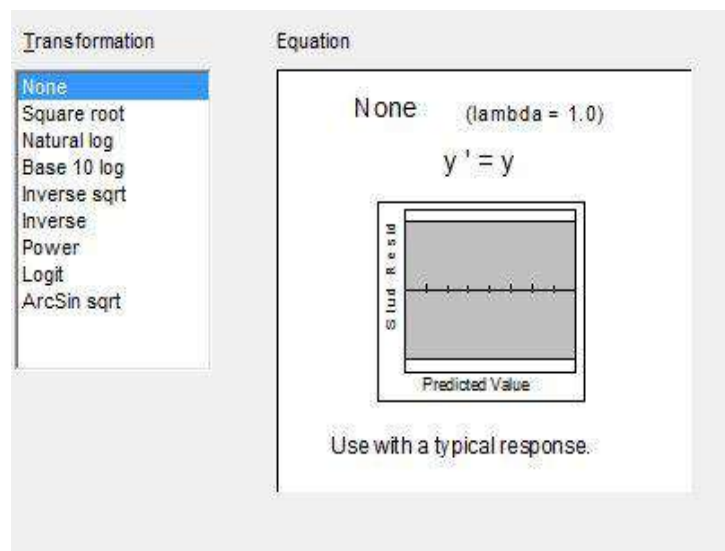 Transformation
None
Square root
Natural log
Base 10 log
Inverse sqrt
Inverse
Power
Logit
ArcSin sqrt
Equation
None (lambda = 1.0)
y ' = y
Stud Resid
Predicted Value
Use with a typical response.